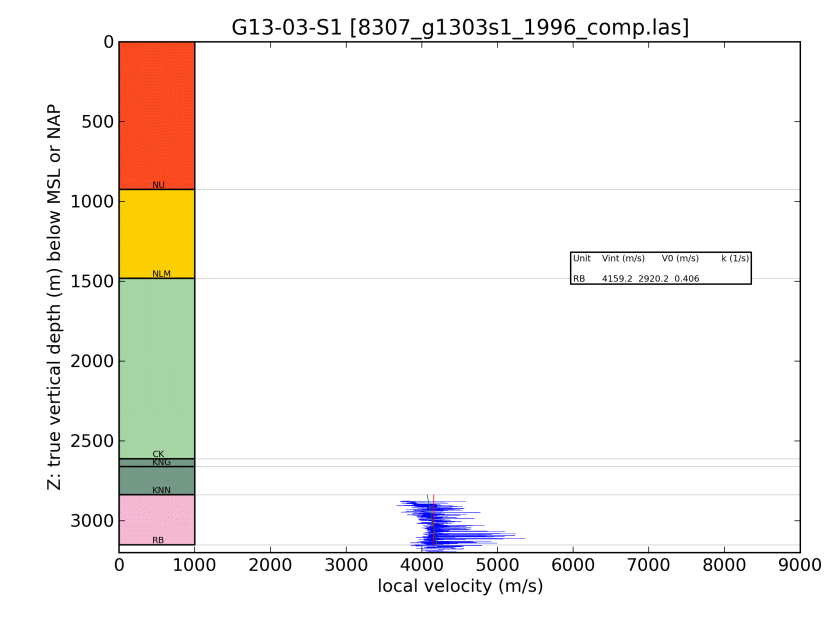 G13-03-S1 [8307_g1303s1_1996_comp.las]
Z: true vertical depth (m) below MSL or NAP
0
500
1000
1500
2000
2500
3000
NU
NLM
CK
KNG
KNN
RB
Unit Vint (m/s) V0 (m/s) k (1/s)
RB 4159.2 2920.2 0.406
0 1000 2000 3000 4000 5000 6000 7000 8000 9000
local velocity (m/s)